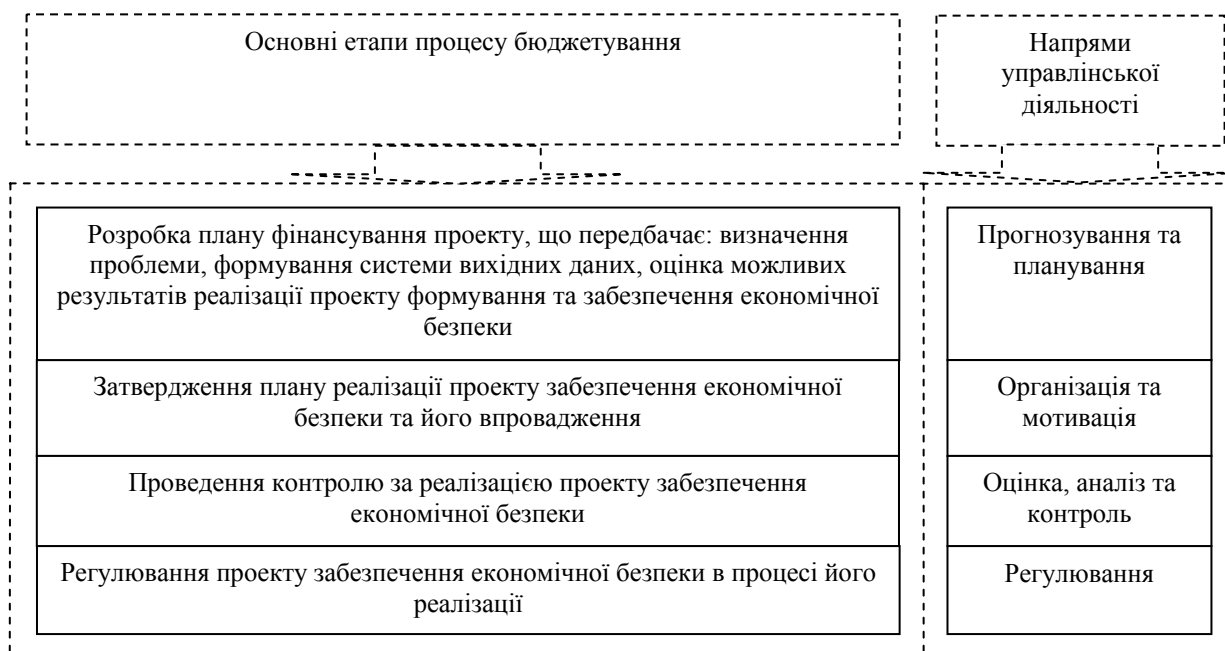 Основні етапи процесу бюджетування
Напрями
управлінської
діяльності
Розробка плану фінансування проекту, що передбачає: визначення
проблеми, формування системи вихідних даних, оцінка можливих
результатів реалізації проекту формування та забезпечення економічної
безпеки
Прогнозування та
планування
Затвердження плану реалізації проекту забезпечення економічної
безпеки та його впровадження
Організація та
мотивація
Проведення контролю за реалізацією проекту забезпечення
економічної безпеки
Оцінка, аналіз та
контроль
Регулювання проекту забезпечення економічної безпеки в процесі його
реалізації
Регулювання